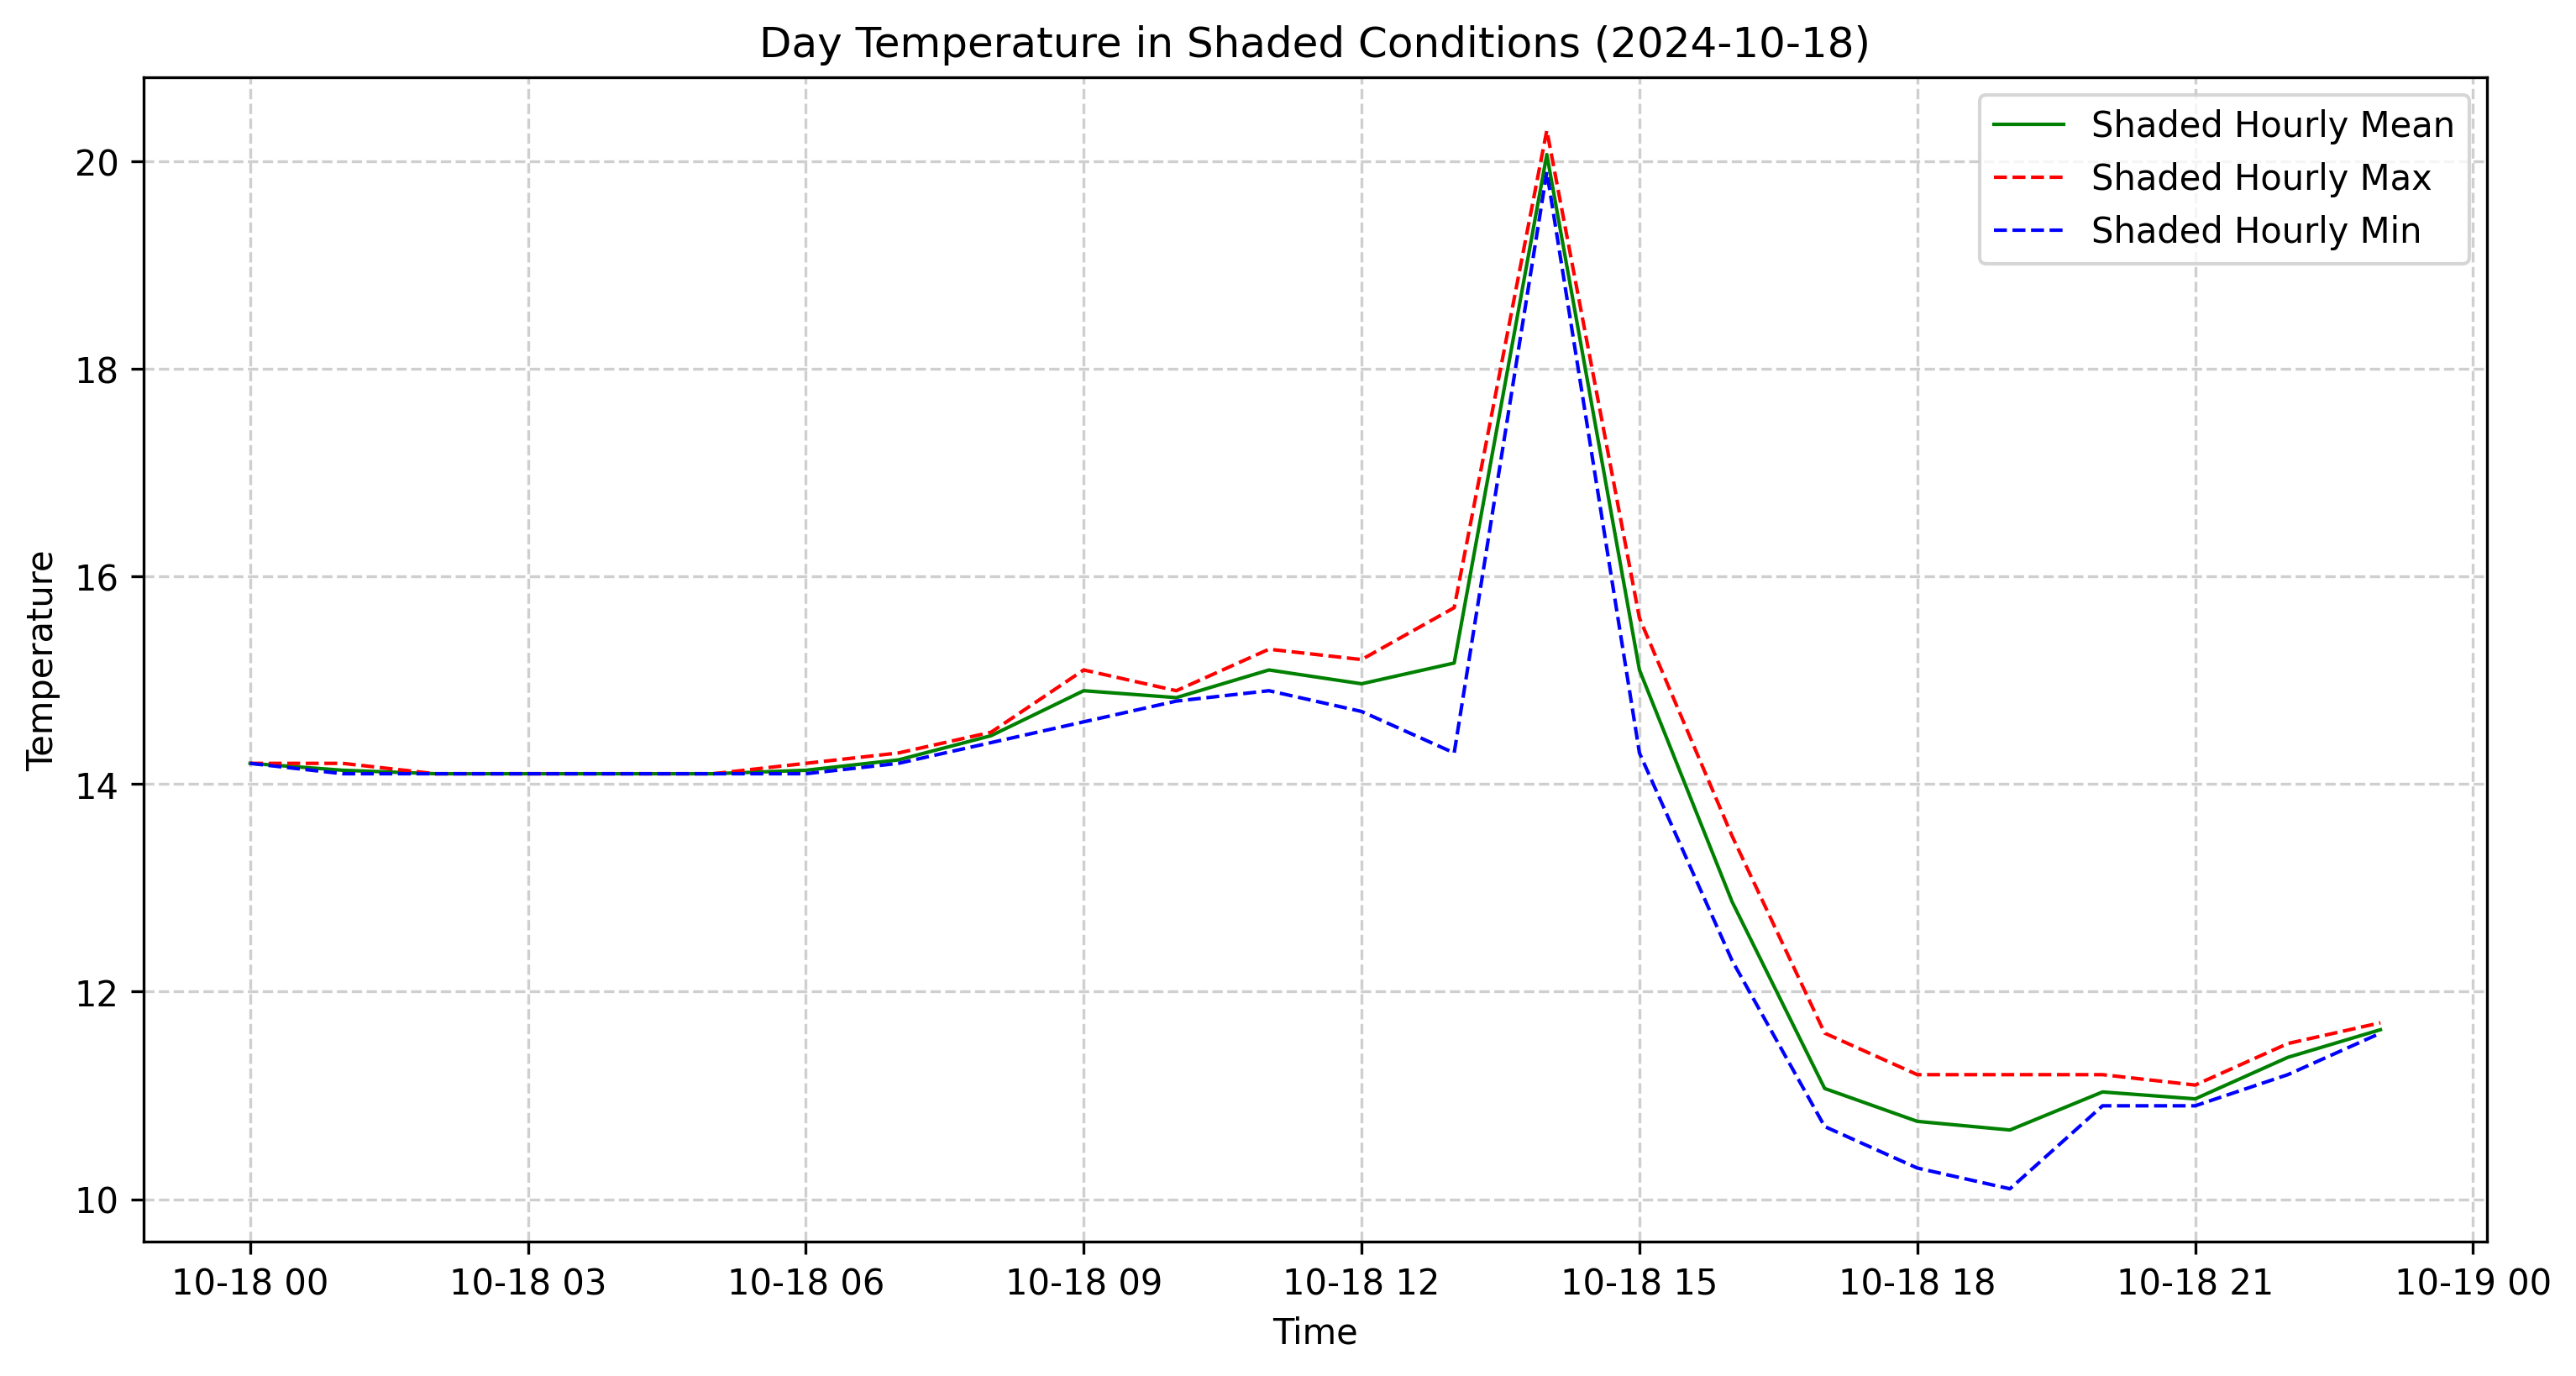 Day Temperature in Shaded Conditions (2024-10-18)
Shaded Hourly Mean
Shaded Hourly Max
Shaded Hourly Min
Temperature
20
18
16
14
12
10
10-18 00 10-18 03 10-18 06 10-18 09 10-18 12 10-18 15 10-18 18 10-18 21 10-19 00
Time